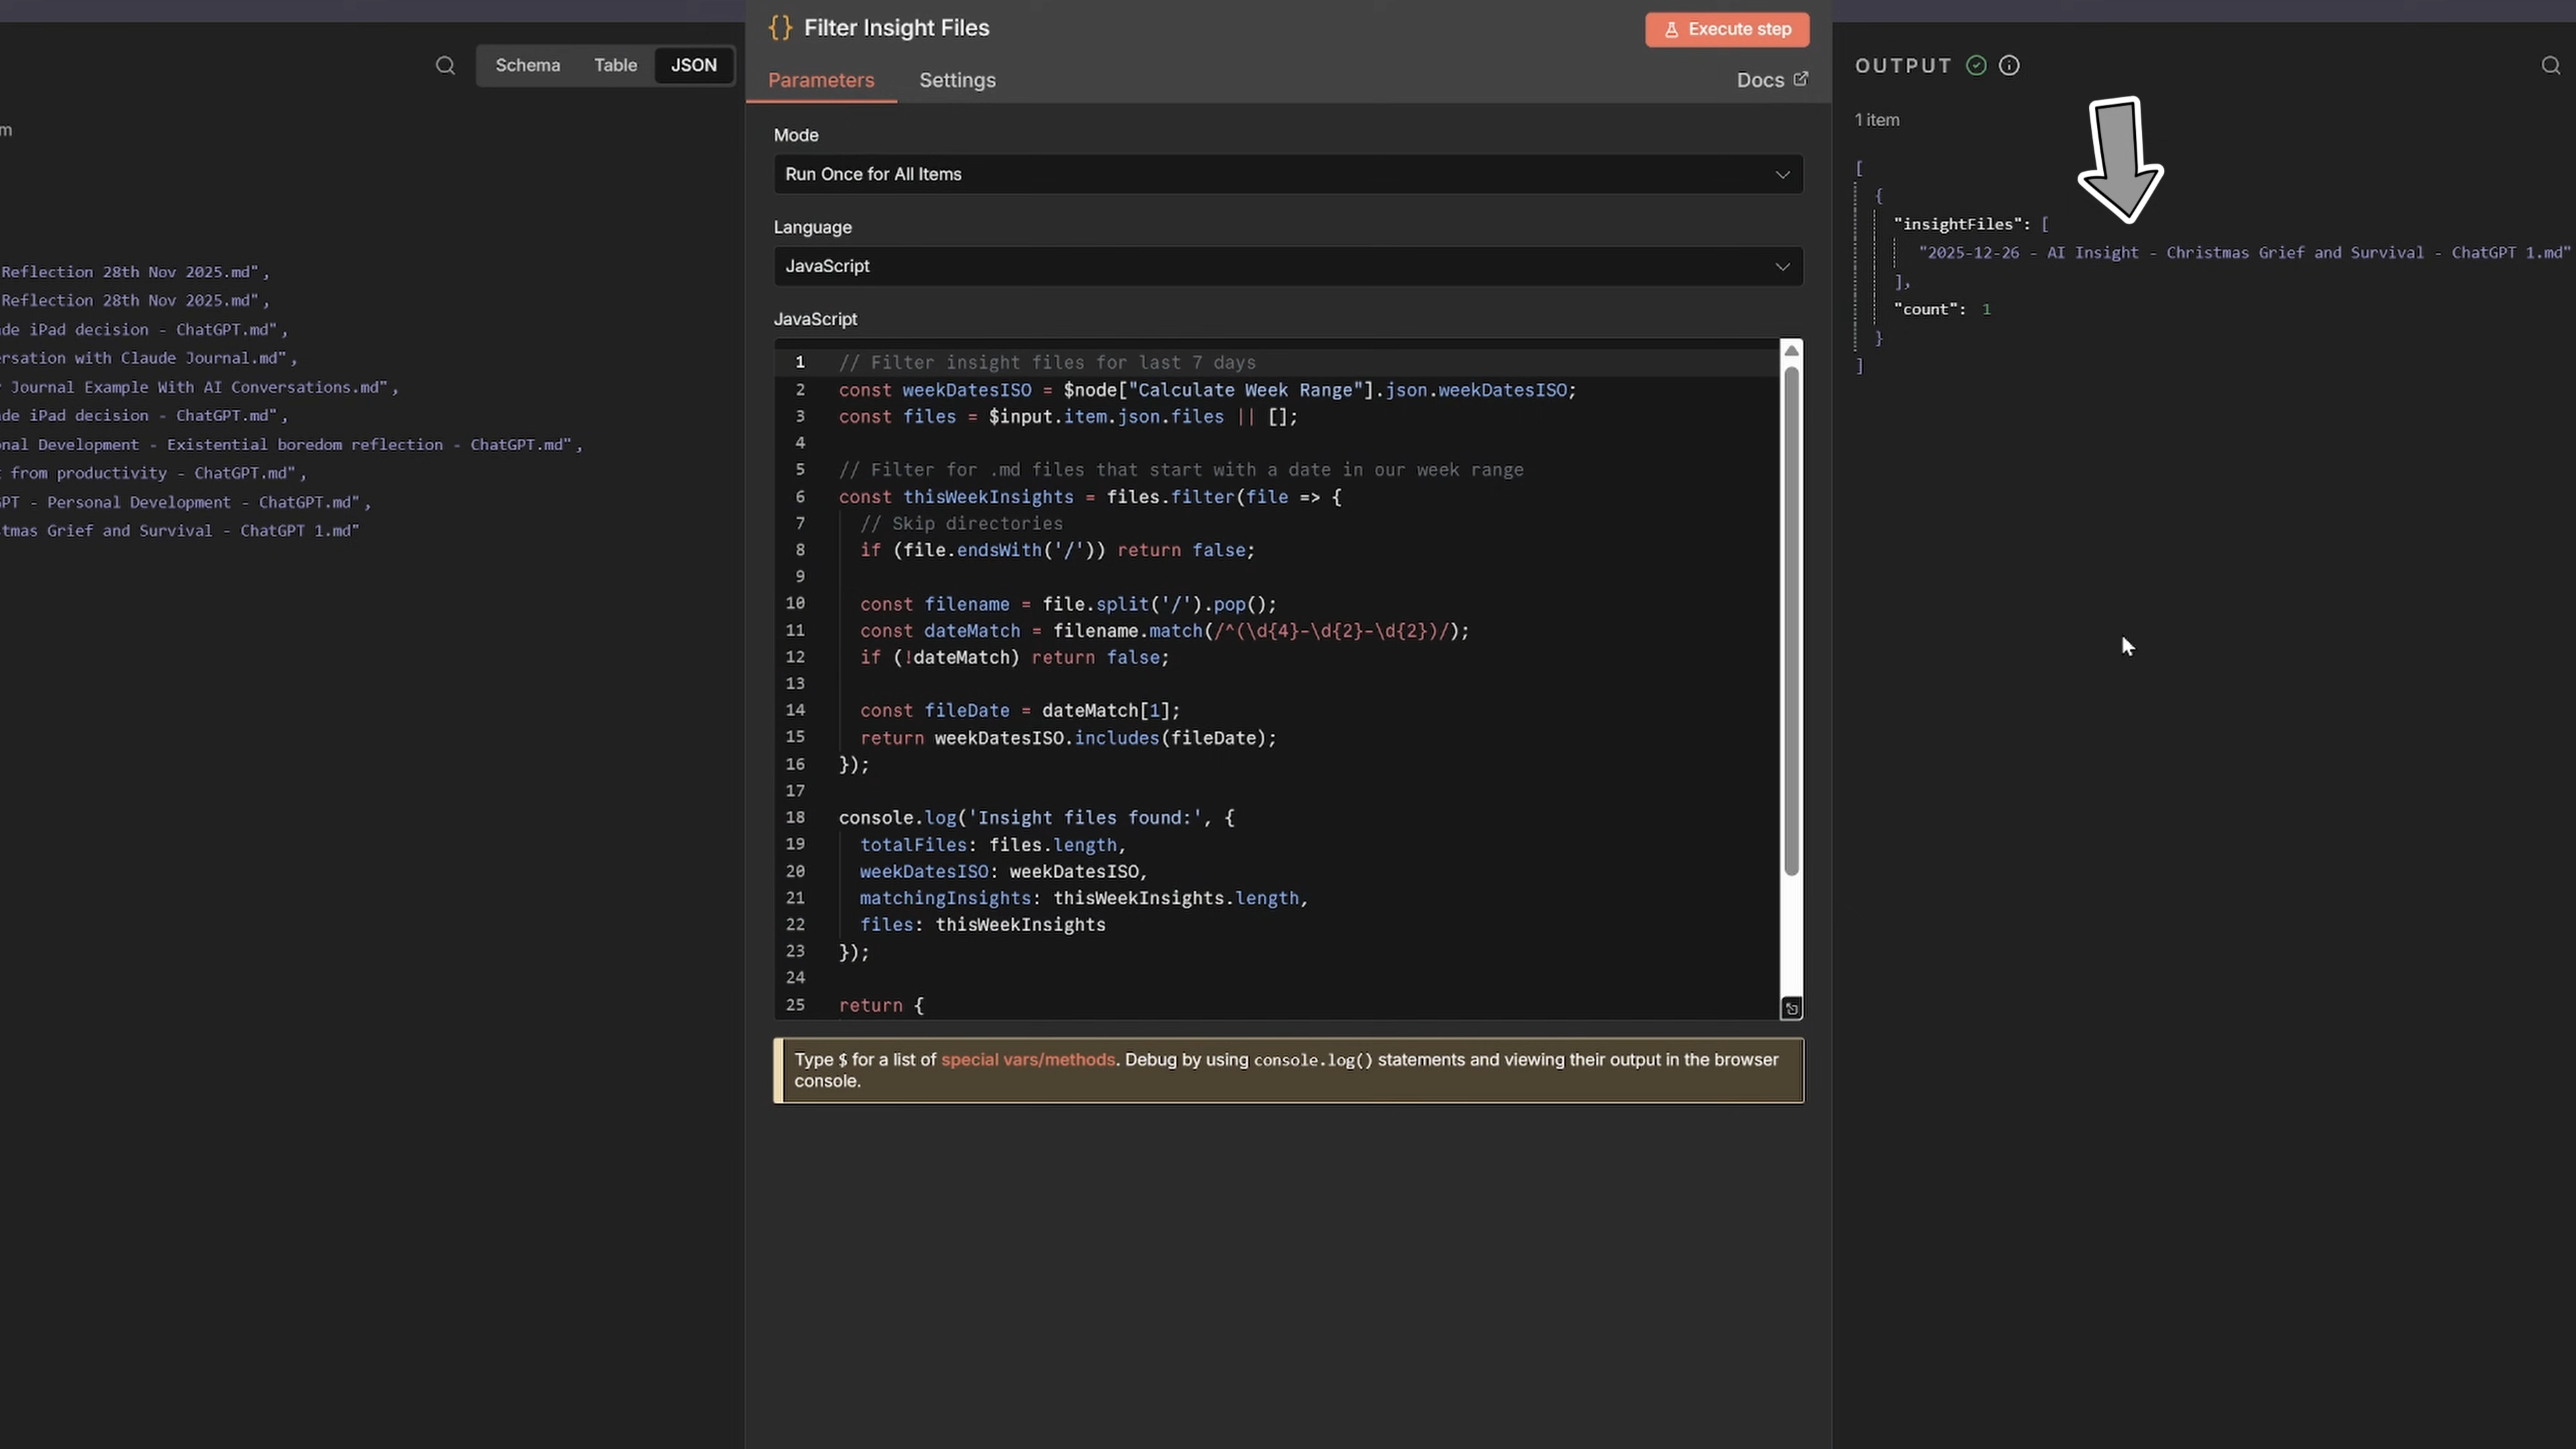 Schema Table JSON
m
Reflection 28th Nov 2025.md",
Reflection 28th Nov 2025.md",
de iPad decision - ChatGPT.md",
rsation with Claude Journal.md",
Journal Example With AI Conversations.md",
de iPad decision - ChatGPT.md",
nal Development - Existential boredom reflection - ChatGPT.md",
from productivity - ChatGPT.md",
GPT - Personal Development - ChatGPT.md",
tmas Grief and Survival - ChatGPT 1.md"
{} Filter Insight Files
Execute step
Parameters Settings
Docs
Mode
Run Once for All Items
Language
JavaScript
JavaScript
1 // Filter insight files for last 7 days
2 const weekDatesISO = $node["Calculate Week Range"].json.weekDatesISO;
3 const files = $input.item.json.files || [];
4
5 // Filter for .md files that start with a date in our week range
6 const thisWeekInsights = files.filter(file => {
7 // Skip directories
8 if (file.endsWith('/')) return false;
9
10 const filename = file.split('/').pop();
11 const dateMatch = filename.match(/^(\d{4}-\d{2}-\d{2})/);
12 if (!dateMatch) return false;
13
14 const fileDate = dateMatch[1];
15 return weekDatesISO.includes(fileDate);
16 });
17
18 console.log('Insight files found:', {
19 totalFiles: files.length,
20 weekDatesISO: weekDatesISO,
21 matchingInsights: thisWeekInsights.length,
22 files: thisWeekInsights
23 });
24
25 return {
Type $ for a list of special vars/methods. Debug by using console.log() statements and viewing their output in the browser
console.
OUTPUT
1 item
[
{
"insightFiles": [
"2025-12-26 - AI Insight - Christmas Grief and Survival - ChatGPT 1.md"
],
"count": 1
}
]